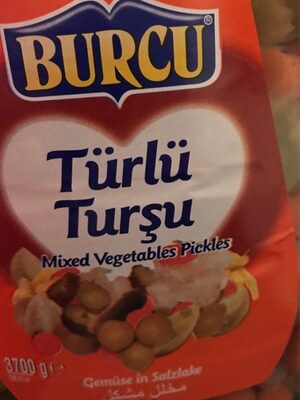 BURCU®
Türlü
Turşu
Mixed Vegetables Pickles
3700 g ℮
Gemüse in Salzlake
مخلل مشكل